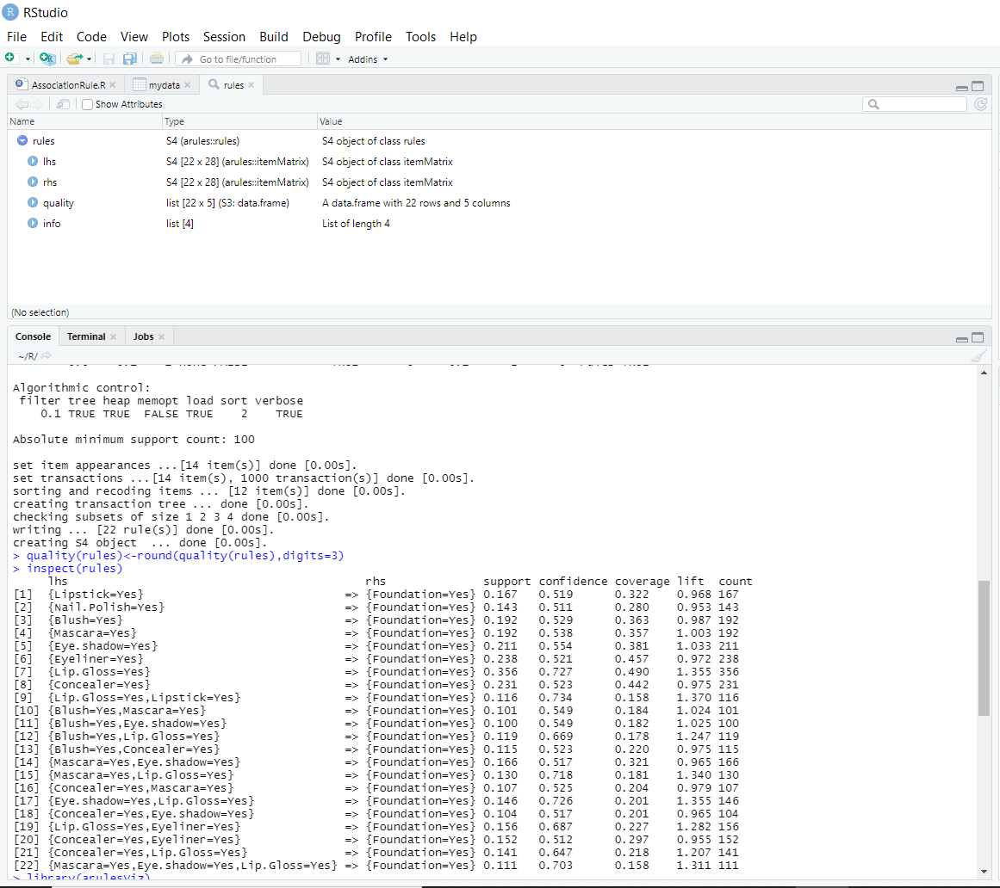 RStudio
File Edit Code View Plots Session Build Debug Profile Tools Help
Go to file/function Addins
AssociationRule.R mydata rules
Show Attributes
Name Type Value
rules S4 (arules::rules) S4 object of class rules
lhs S4 [22 x 28] (arules::itemMatrix) S4 object of class itemMatrix
rhs S4 [22 x 28] (arules::itemMatrix) S4 object of class itemMatrix
quality list [22 x 5] (S3: data.frame) A data.frame with 22 rows and 5 columns
info list [4] List of length 4
(No selection)
Console Terminal Jobs
~/R/
Algorithmic control:
filter tree heap memopt load sort verbose
0.1 TRUE TRUE FALSE TRUE 2 TRUE
Absolute minimum support count: 100
set item appearances ...[14 item(s)] done [0.00s].
set transactions ...[14 item(s), 1000 transaction(s)] done [0.00s].
sorting and recoding items ... [12 item(s)] done [0.00s].
creating transaction tree ... done [0.00s].
checking subsets of size 1 2 3 4 done [0.00s].
writing ... [22 rule(s)] done [0.00s].
creating S4 object ... done [0.00s].
> quality(rules)<-round(quality(rules),digits=3)
> inspect(rules)
lhs rhs support confidence coverage lift count
[1] {Lipstick=Yes} => {Foundation=Yes} 0.167 0.519 0.322 0.968 167
[2] {Nail.Polish=Yes} => {Foundation=Yes} 0.143 0.511 0.280 0.953 143
[3] {Blush=Yes} => {Foundation=Yes} 0.192 0.529 0.363 0.987 192
[4] {Mascara=Yes} => {Foundation=Yes} 0.192 0.538 0.357 1.003 192
[5] {Eye.shadow=Yes} => {Foundation=Yes} 0.211 0.554 0.381 1.033 211
[6] {Eyeliner=Yes} => {Foundation=Yes} 0.238 0.521 0.457 0.972 238
[7] {Lip.Gloss=Yes} => {Foundation=Yes} 0.356 0.727 0.490 1.355 356
[8] {Concealer=Yes} => {Foundation=Yes} 0.231 0.523 0.442 0.975 231
[9] {Lip.Gloss=Yes,Lipstick=Yes} => {Foundation=Yes} 0.116 0.734 0.158 1.370 116
[10] {Blush=Yes,Mascara=Yes} => {Foundation=Yes} 0.101 0.549 0.184 1.024 101
[11] {Blush=Yes,Eye.shadow=Yes} => {Foundation=Yes} 0.100 0.549 0.182 1.025 100
[12] {Blush=Yes,Lip.Gloss=Yes} => {Foundation=Yes} 0.119 0.669 0.178 1.247 119
[13] {Blush=Yes,Concealer=Yes} => {Foundation=Yes} 0.115 0.523 0.220 0.975 115
[14] {Mascara=Yes,Eye.shadow=Yes} => {Foundation=Yes} 0.166 0.517 0.321 0.965 166
[15] {Mascara=Yes,Lip.Gloss=Yes} => {Foundation=Yes} 0.130 0.718 0.181 1.340 130
[16] {Concealer=Yes,Mascara=Yes} => {Foundation=Yes} 0.107 0.525 0.204 0.979 107
[17] {Eye.shadow=Yes,Lip.Gloss=Yes} => {Foundation=Yes} 0.146 0.726 0.201 1.355 146
[18] {Concealer=Yes,Eye.shadow=Yes} => {Foundation=Yes} 0.104 0.517 0.201 0.965 104
[19] {Lip.Gloss=Yes,Eyeliner=Yes} => {Foundation=Yes} 0.156 0.687 0.227 1.282 156
[20] {Concealer=Yes,Eyeliner=Yes} => {Foundation=Yes} 0.152 0.512 0.297 0.955 152
[21] {Concealer=Yes,Lip.Gloss=Yes} => {Foundation=Yes} 0.141 0.647 0.218 1.207 141
[22] {Mascara=Yes,Eye.shadow=Yes,Lip.Gloss=Yes} => {Foundation=Yes} 0.111 0.703 0.158 1.311 111
> library(arulesViz)